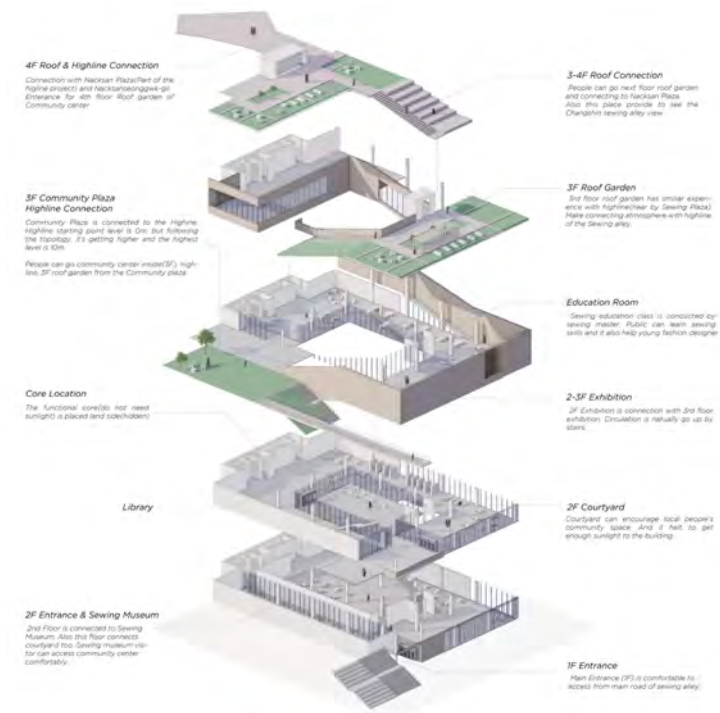 4F Roof & Highline Connection
Connection with Nacksan Plaza(Part of the
higline project) and Nacksanseonggwk-gil.
Enterance for 4th floor Roof garden of
Community center
3-4F Roof Connection
People can go next floor roof garden
and connecting to Nacksan Plaza.
Also this place provide to see the
Changshin sewing alley view.
3F Community Plaza
Highline Connection
Community Plaza is connected to the Highline.
Highline starting point level is 0m, but following
the topology, it's getting higher and the highest
level is 10m.
People can go community center inside(3F), high-
line, 3F roof garden from the Community plaza.
3F Roof Garden
3rd floor roof garden has similar experien-
ce with highline(near by Sewing Plaza).
Make connecting atmosphere with highline
of the Sewing alley.
Education Room
Sewing education class is conducted by
sewing master. Public can learn sewing
skills and it also help young fashion designer
Core Location
The functional core(do not need
sunlight) is placed land side(hidden)
2-3F Exhibition
2F Exhibition is connection with 3rd floor
exhibition. Circulation is natually go up by
stairs.
Library
2F Courtyard
Courtyard can encourage local people's
community space. And it helt to get
enough sunlight to the building.
2F Entrance & Sewing Museum
2nd Floor is connected to Sewing
Museum. Also this floor connects
courtyard too. Sewing museum visi-
tor can access community center
comfortably.
1F Entrance
Main Entrance (1F) is comfortable to
access from main road of sewing alley.